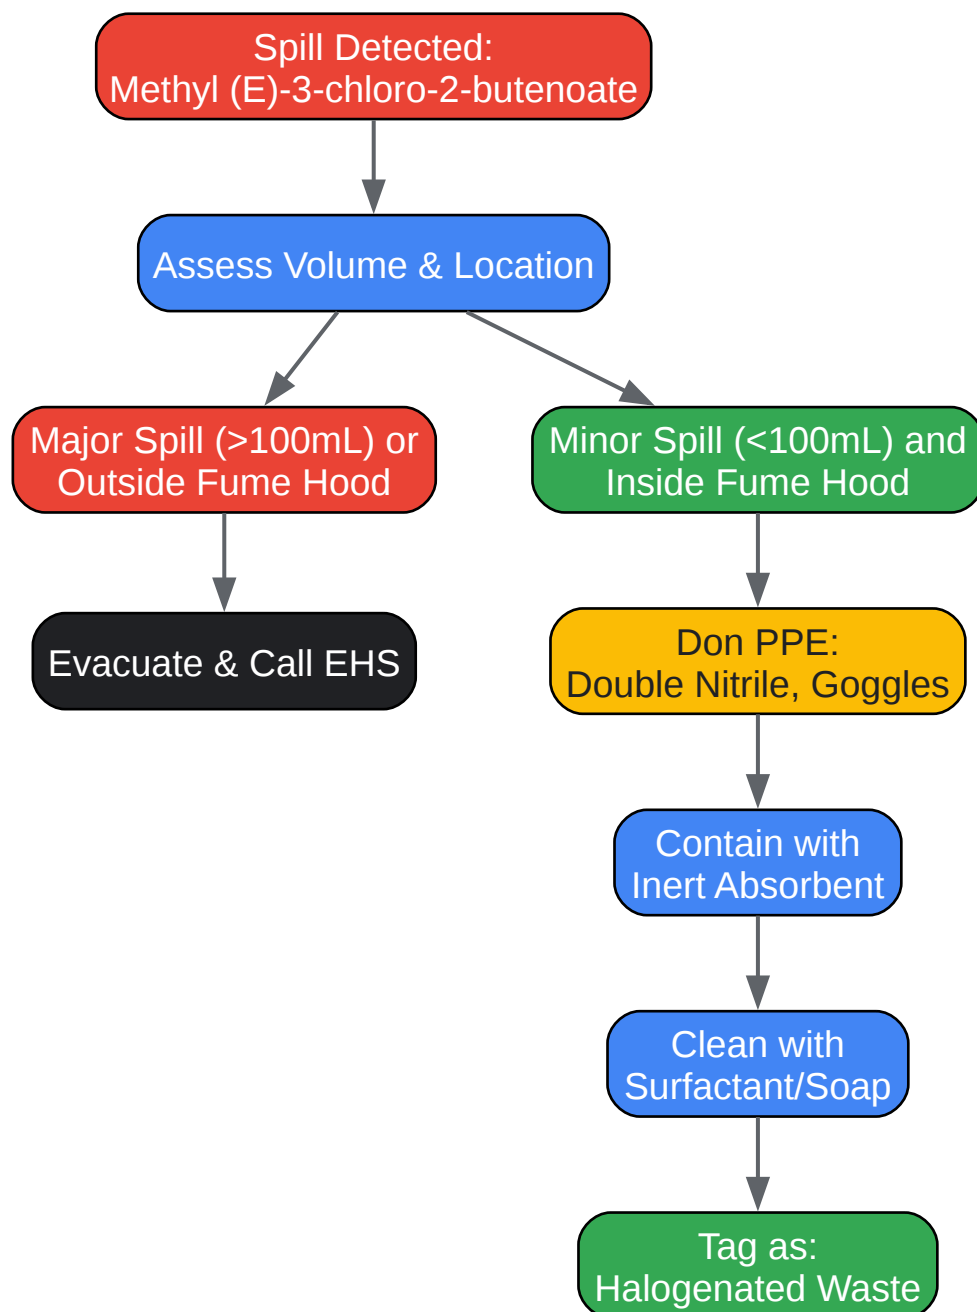 Spill Detected:
Methyl (E)-3-chloro-2-butenoate
Assess Volume & Location
Major Spill (>100mL) or
Outside Fume Hood
Minor Spill (<100mL) and
Inside Fume Hood
Evacuate & Call EHS
Don PPE:
Double Nitrile, Goggles
Contain with
Inert Absorbent
Clean with
Surfactant/Soap
Tag as:
Halogenated Waste